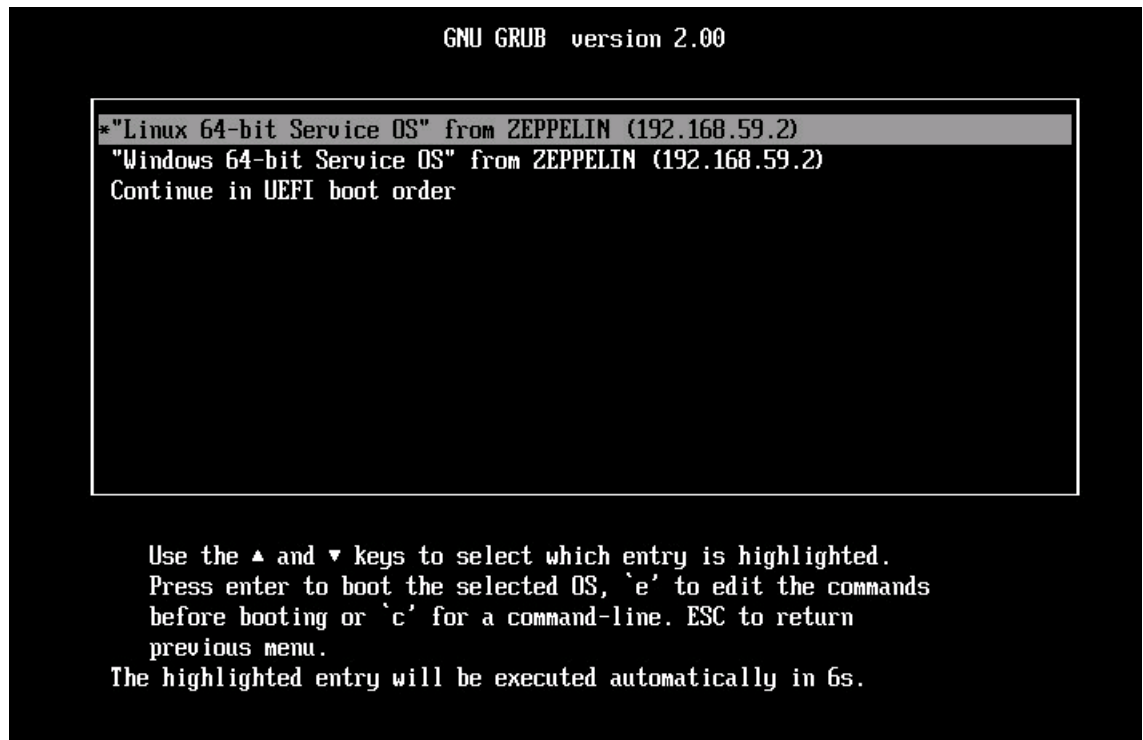 GNU GRUB version 2.00
*"Linux 64-bit Service OS" from ZEPPELIN (192.168.59.2)
"Windows 64-bit Service OS" from ZEPPELIN (192.168.59.2)
Continue in UEFI boot order
Use the ▲ and ▼ keys to select which entry is highlighted.
Press enter to boot the selected OS, `e' to edit the commands
before booting or `c' for a command-line. ESC to return
previous menu.
The highlighted entry will be executed automatically in 6s.